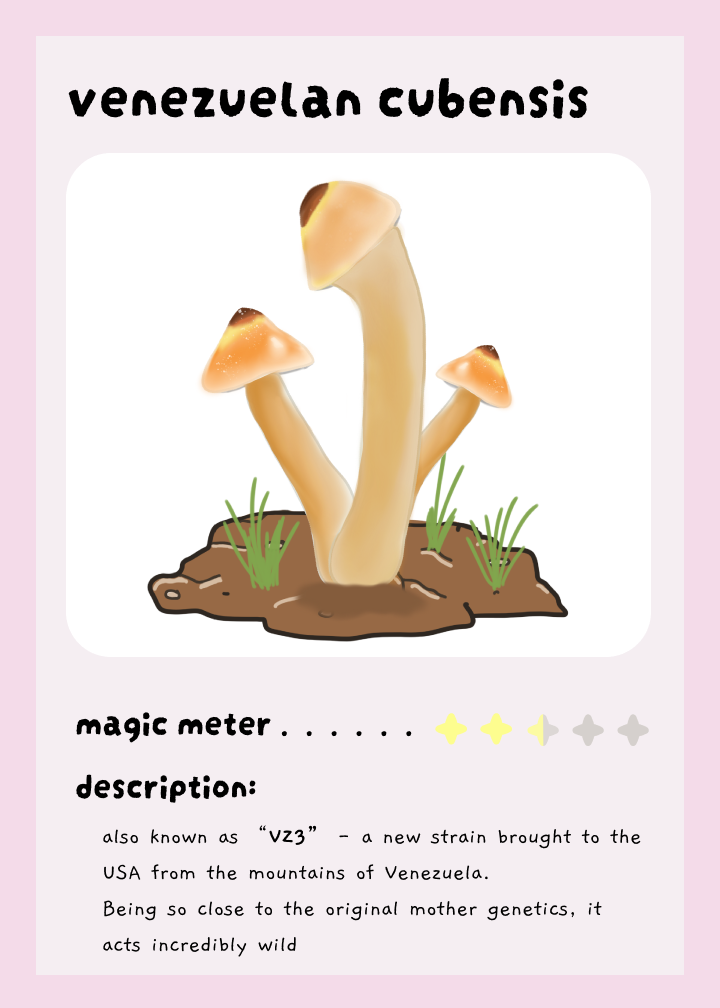 venezuelan cubensis
magic meter . . . . . .
description:
also known as “VZ3” - a new strain brought to the
USA from the mountains of Venezuela.
Being so close to the original mother genetics, it
acts incredibly wild